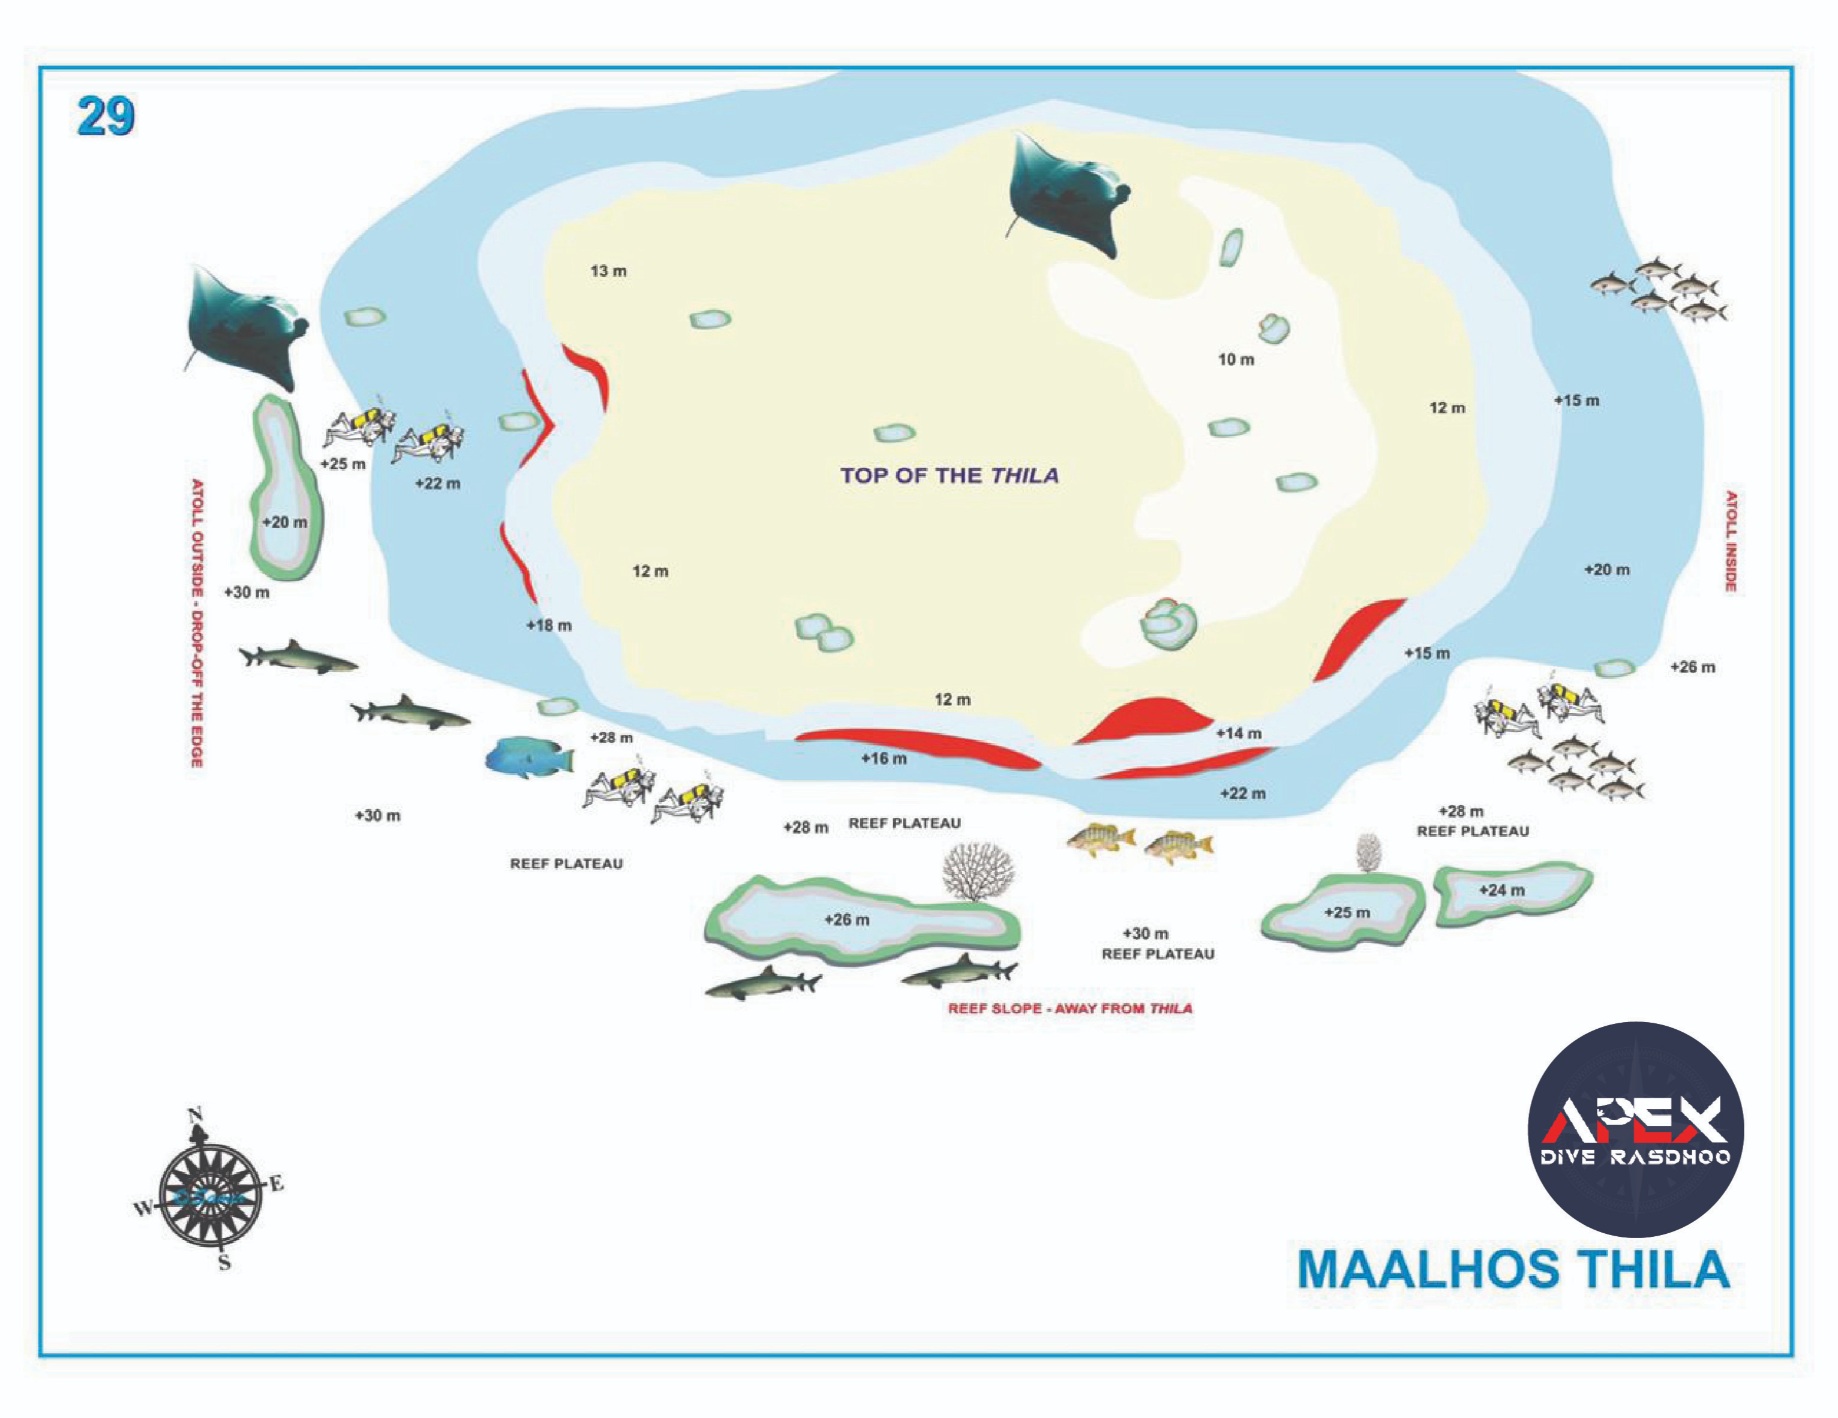 29
13 m
10 m
12 m
+15 m
TOP OF THE THILA
+25 m
+22 m
+20 m
ATOLL OUTSIDE - DROP-OFF THE EDGE
ATOLL INSIDE
12 m
+20 m
+30 m
+18 m
+15 m
+26 m
12 m
+14 m
+28 m
+16 m
+22 m
+30 m
+28 m
REEF PLATEAU
+28 m
REEF PLATEAU
REEF PLATEAU
+26 m
+25 m
+24 m
+30 m
REEF PLATEAU
REEF SLOPE - AWAY FROM THILA
N
W
E
S
APEX
DIVE RASDHOO
MAALHOS THILA